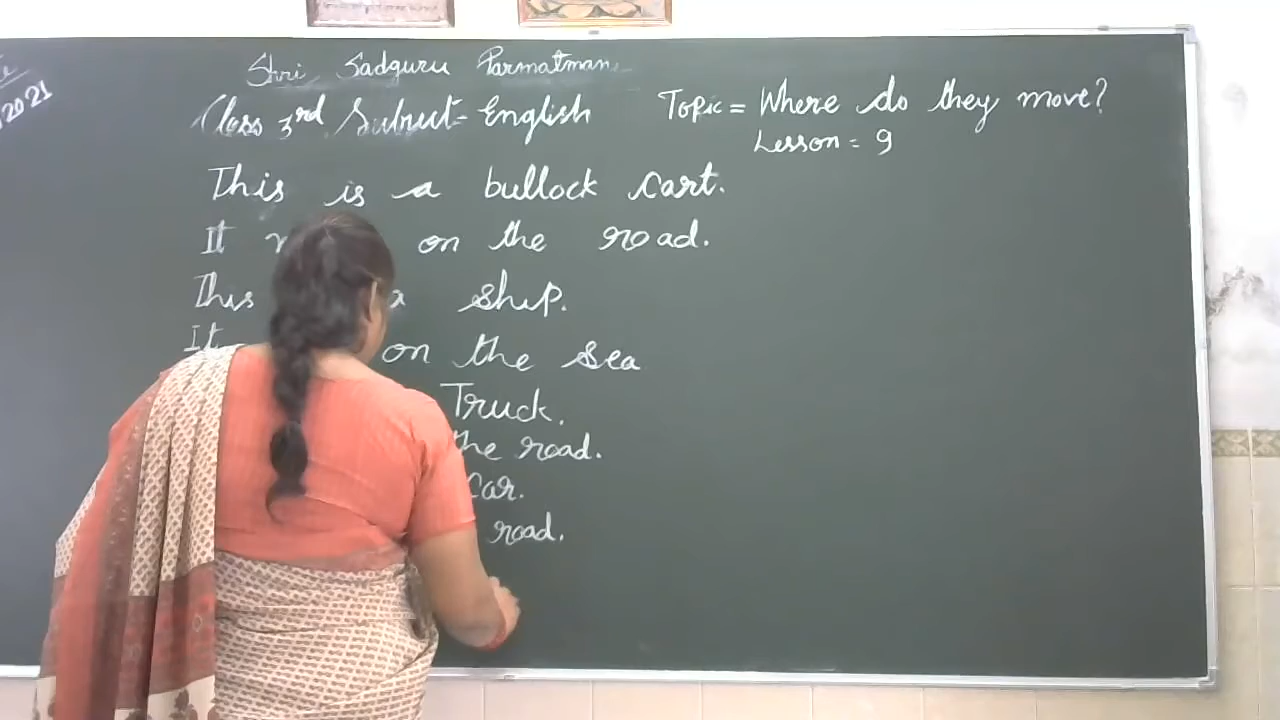 2021
Shri Sadguru Parmatman
Class 3rd Subject - English
Topic = Where do they move?
Lesson = 9
This is a bullock cart.
It on the road.
This a ship.
It on the sea
Truck.
the road.
Car.
road.